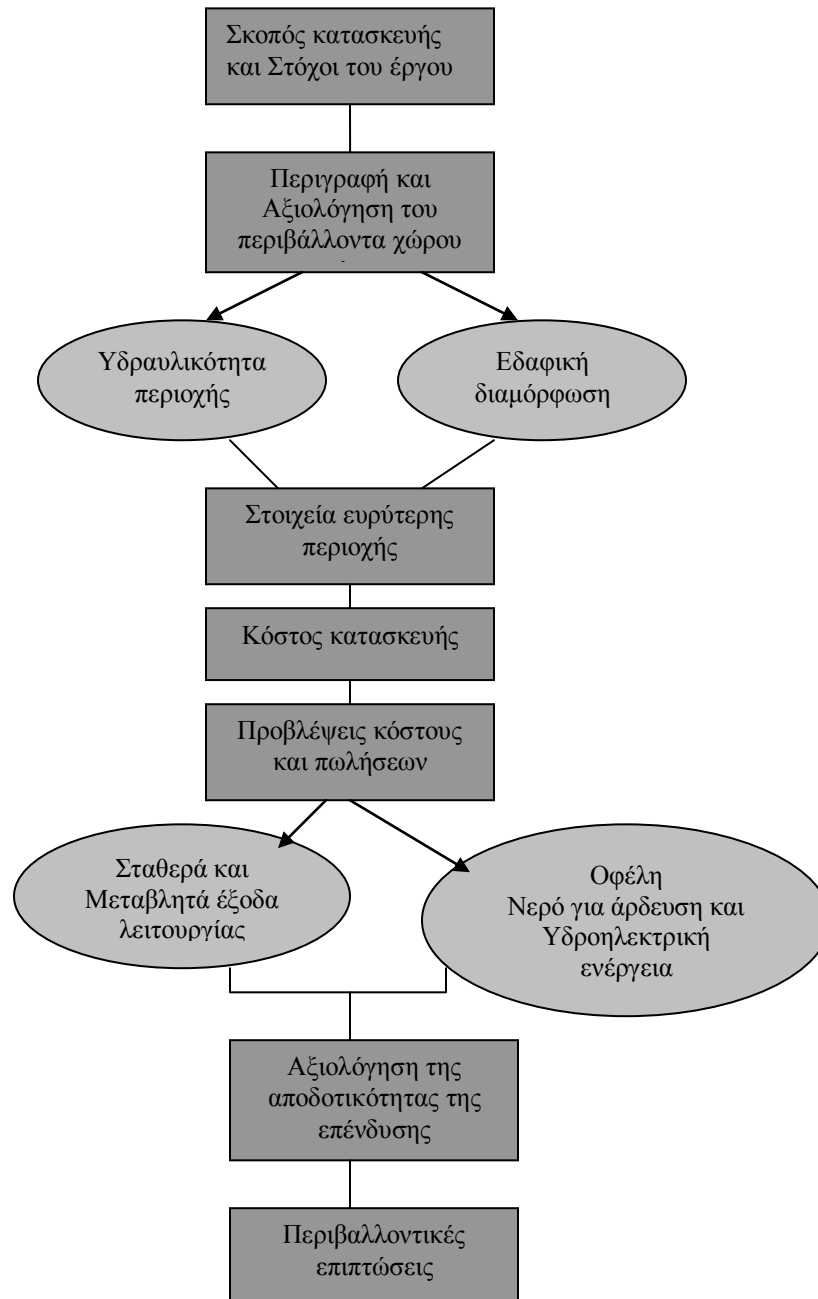 Σκοπός κατασκευής
και Στόχοι του έργου
Περιγραφή και
Αξιολόγηση του
περιβάλλοντα χώρου
Υδραυλικότητα
περιοχής
Εδαφική
διαμόρφωση
Στοιχεία ευρύτερης
περιοχής
Κόστος κατασκευής
Προβλέψεις κόστους
και πωλήσεων
Σταθερά και
Μεταβλητά έξοδα
λειτουργίας
Οφέλη
Νερό για άρδευση και
Υδροηλεκτρική
ενέργεια
Αξιολόγηση της
αποδοτικότητας της
επένδυσης
Περιβαλλοντικές
επιπτώσεις